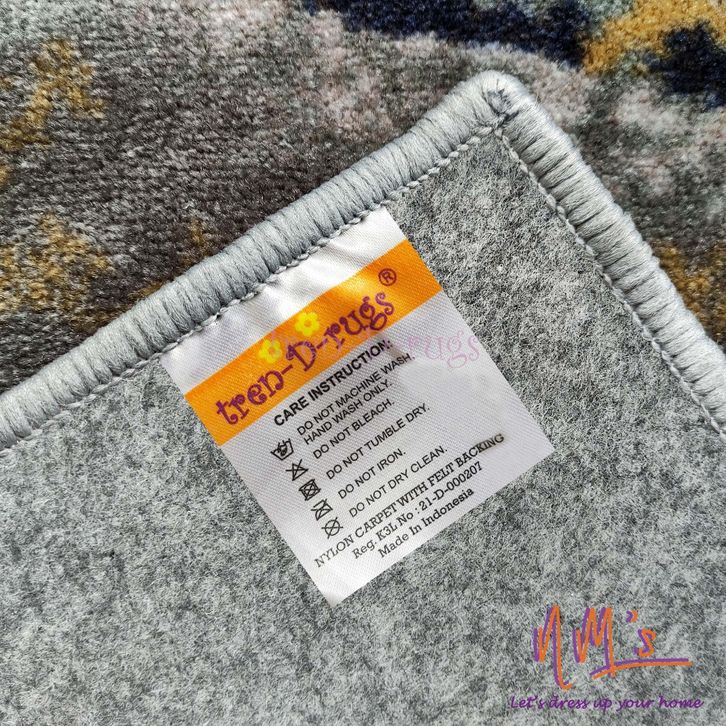 tren-D-rugs®
CARE INSTRUCTION:
DO NOT MACHINE WASH.
HAND WASH ONLY.
DO NOT BLEACH.
DO NOT TUMBLE DRY.
DO NOT IRON.
DO NOT DRY CLEAN.
NYLON CARPET WITH FELT BACKING
Reg. K3L No : 21-D-000207
Made In Indonesia
NM's
Let's dress up your home